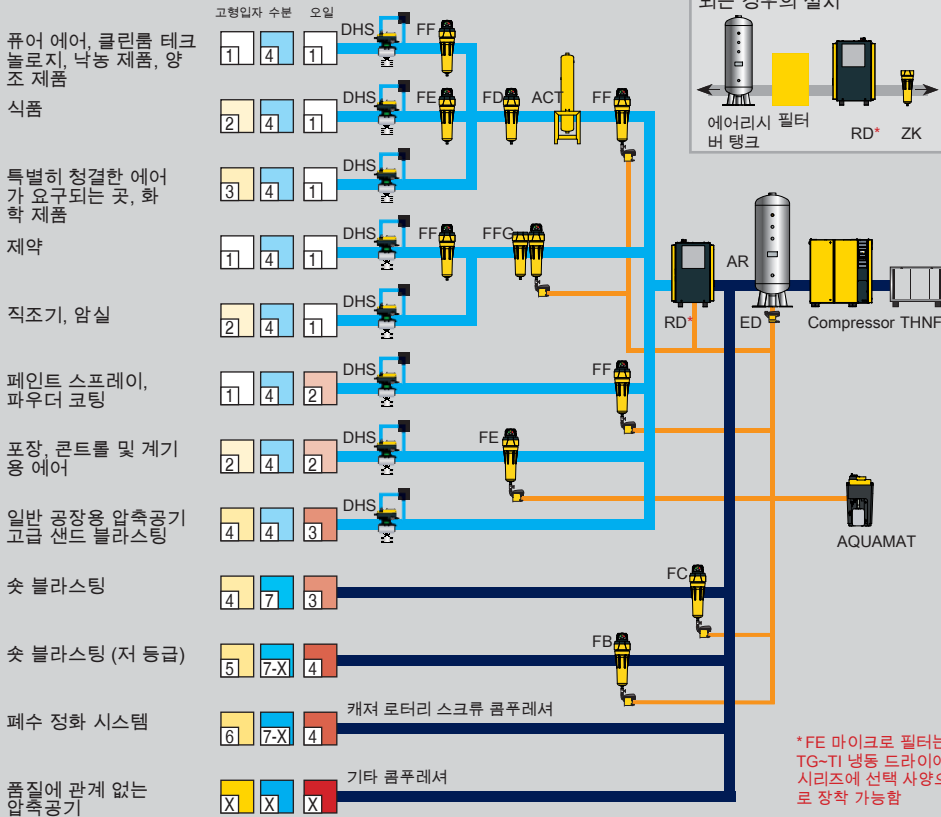 고형입자 수분 오일
퓨어 에어, 클린룸 테크
놀로지, 낙농 제품, 양
조 제품
1 4 1
DHS FF
식품
2 4 1
DHS FE FD ACT FF
특별히 청결한 에어
가 요구되는 곳, 화
학 제품
3 4 1
DHS
제약
1 4 1
DHS FF FFG
직조기, 암실
2 4 1
DHS
페인트 스프레이,
파우더 코팅
1 4 2
DHS FF
포장, 콘트롤 및 계기
용 에어
2 4 2
DHS FE
일반 공장용 압축공기
고급 샌드 블라스팅
4 4 3
DHS
숏 블라스팅
4 7 3
FC
숏 블라스팅 (저 등급)
5 7-X 4
FB
폐수 정화 시스템
6 7-X 4
캐져 로터리 스크류 콤푸레셔
품질에 관계 없는
압축공기
X X X
기타 콤푸레셔
에어리시
버 탱크
필터
RD* ZK
AR
RD* ED Compressor THNF
AQUAMAT
*FE 마이크로 필터는
TG~TI 냉동 드라이어
시리즈에 선택 사양으
로 장착 가능함